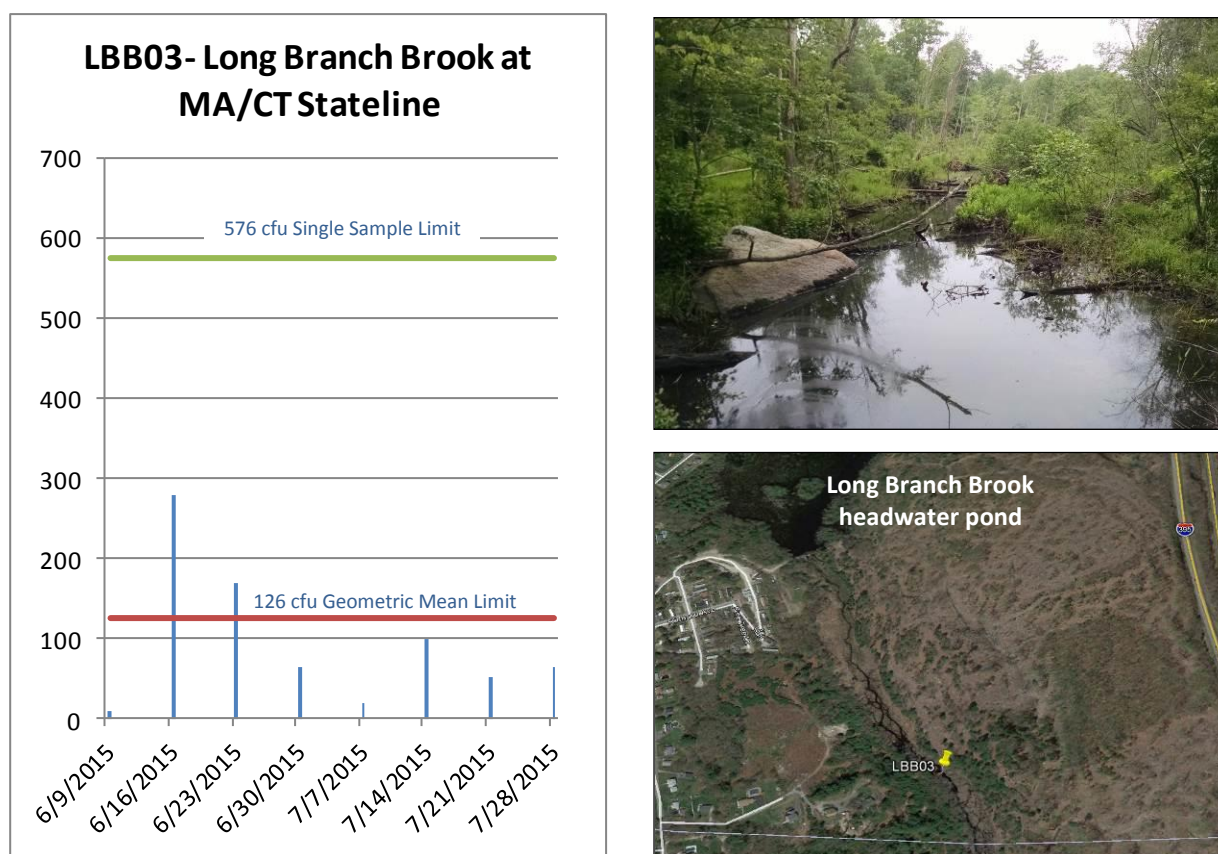 LBB03- Long Branch Brook at
MA/CT Stateline
700
600
500
400
300
200
100
0
576 cfu Single Sample Limit
126 cfu Geometric Mean Limit
6/9/2015
6/16/2015
6/23/2015
6/30/2015
7/7/2015
7/14/2015
7/21/2015
7/28/2015
Long Branch Brook
headwater pond
395
LBB03